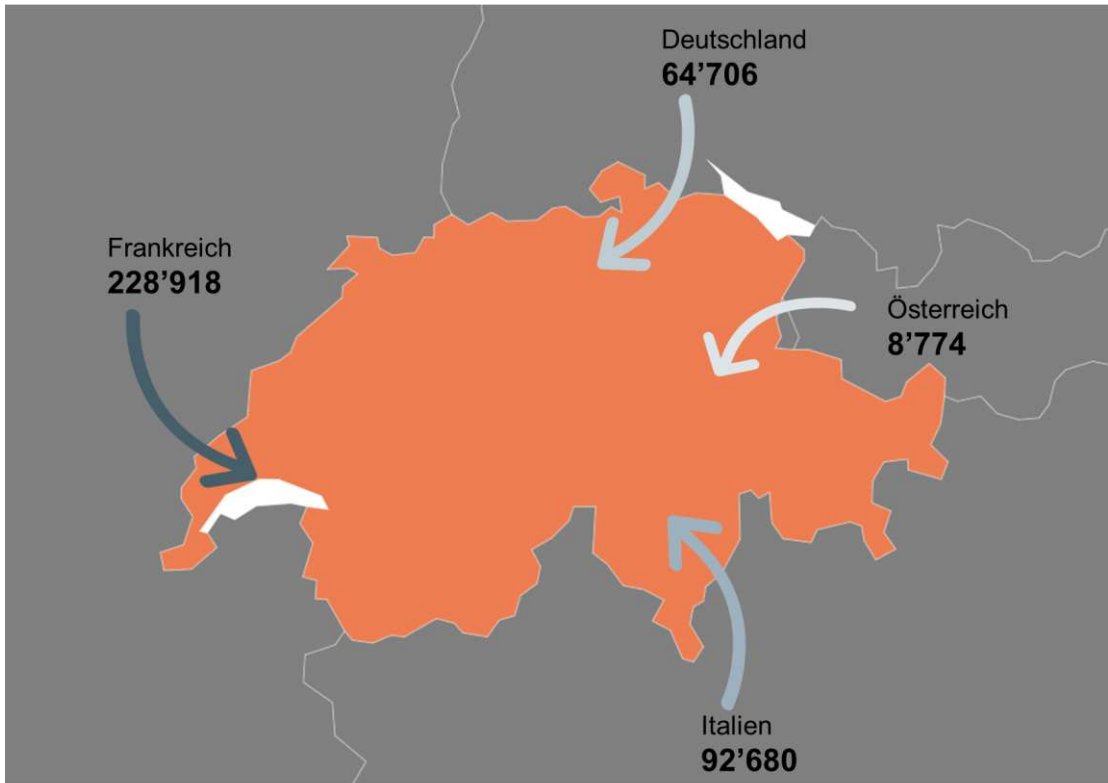 Deutschland
64’706
Frankreich
228’918
Österreich
8’774
Italien
92’680